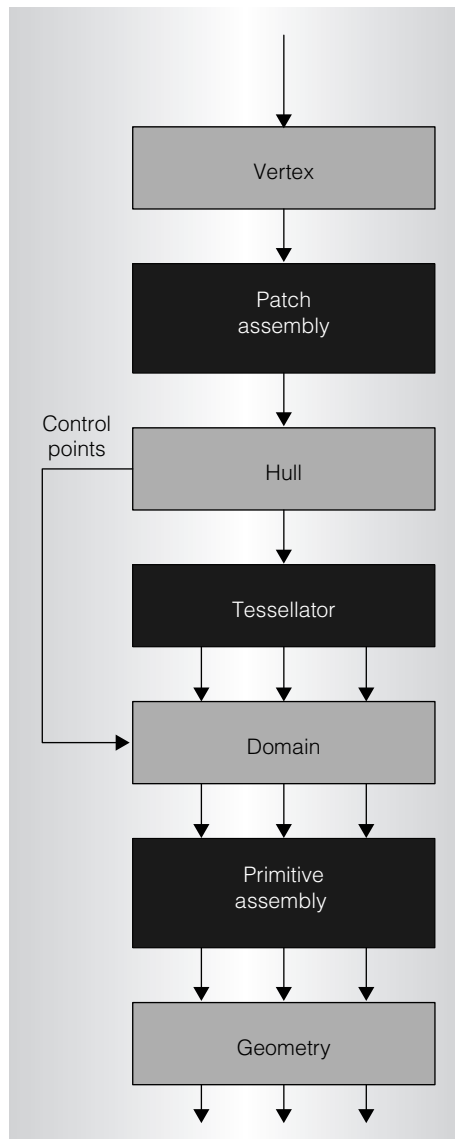 Vertex
Patch
assembly
Control
points
Hull
Tessellator
Domain
Primitive
assembly
Geometry